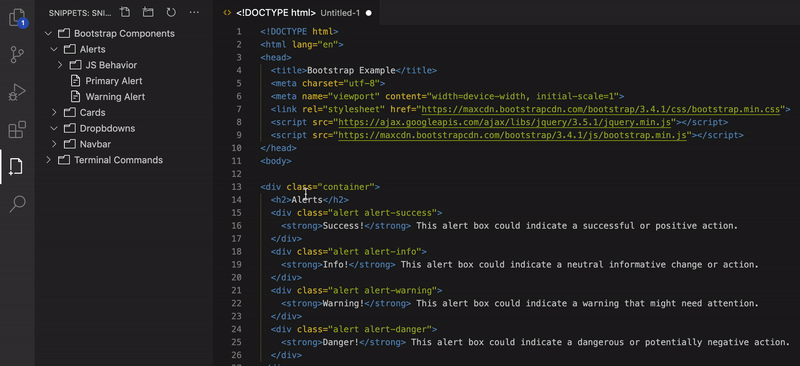 1
SNIPPETS: SNI...
Bootstrap Components
Alerts
JS Behavior
Primary Alert
Warning Alert
Cards
Dropbdowns
Navbar
Terminal Commands
<> <!DOCTYPE html> Untitled-1
1 <!DOCTYPE html>
2 <html lang="en">
3 <head>
4 <title>Bootstrap Example</title>
5 <meta charset="utf-8">
6 <meta name="viewport" content="width=device-width, initial-scale=1">
7 <link rel="stylesheet" href="https://maxcdn.bootstrapcdn.com/bootstrap/3.4.1/css/bootstrap.min.css">
8 <script src="https://ajax.googleapis.com/ajax/libs/jquery/3.5.1/jquery.min.js"></script>
9 <script src="https://maxcdn.bootstrapcdn.com/bootstrap/3.4.1/js/bootstrap.min.js"></script>
10 </head>
11 <body>
12
13 <div class="container">
14 <h2>Alerts</h2>
15 <div class="alert alert-success">
16 <strong>Success!</strong> This alert box could indicate a successful or positive action.
17 </div>
18 <div class="alert alert-info">
19 <strong>Info!</strong> This alert box could indicate a neutral informative change or action.
20 </div>
21 <div class="alert alert-warning">
22 <strong>Warning!</strong> This alert box could indicate a warning that might need attention.
23 </div>
24 <div class="alert alert-danger">
25 <strong>Danger!</strong> This alert box could indicate a dangerous or potentially negative action.
26 </div>